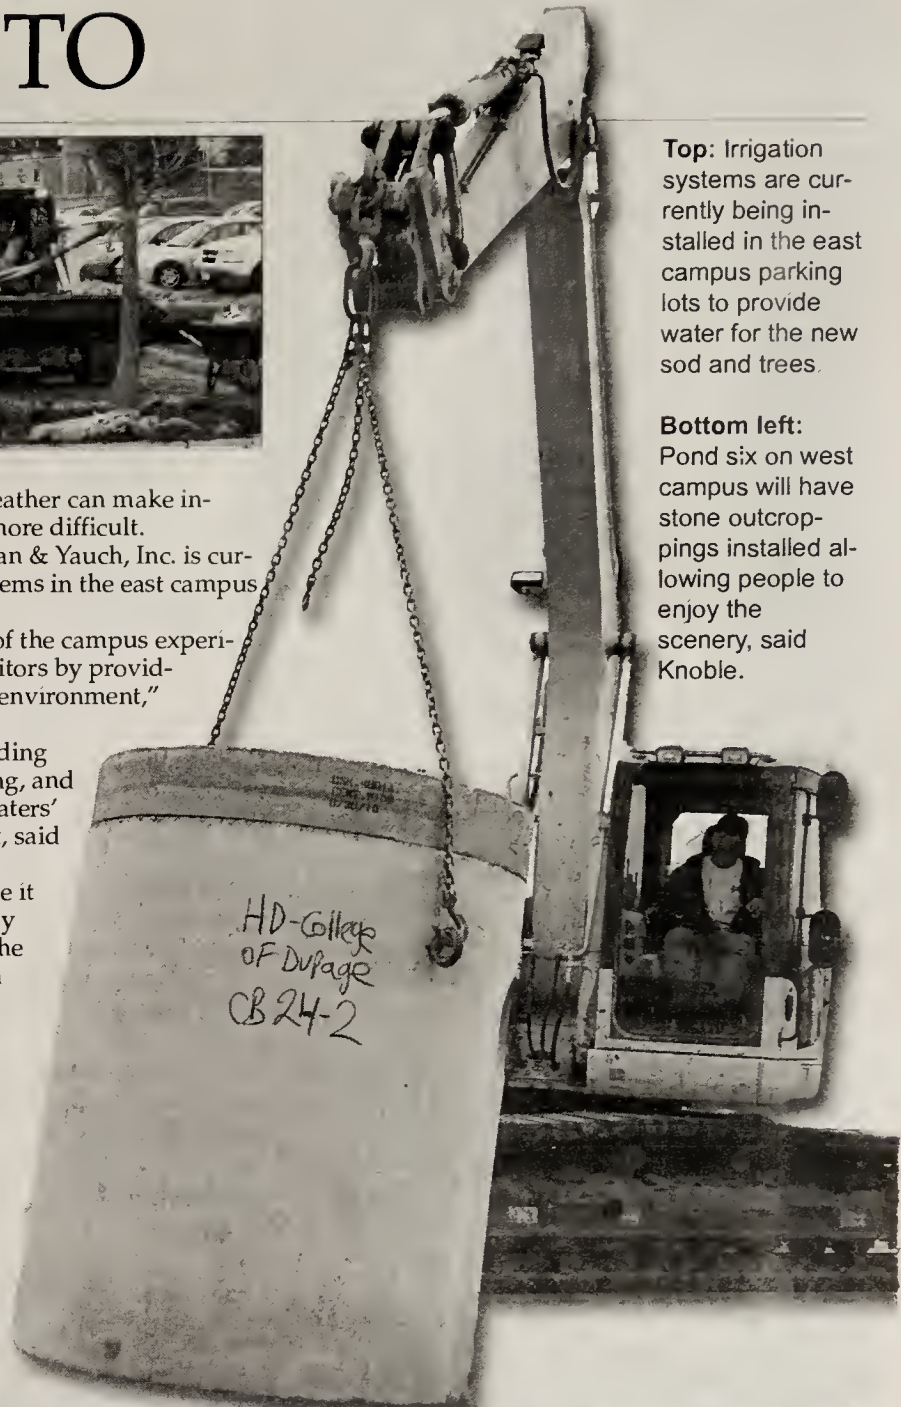 TO
Top: Irrigation
systems are cur-
rently being in-
stalled in the east
campus parking
lots to provide
water for the new
sod and trees.
Bottom left:
Pond six on west
campus will have
stone outcrop-
pings installed al-
lowing people to
enjoy the
scenery, said
Knoble.
eather can make in-
nore difficult.
an & Yauch, Inc. is cur-
ems in the east campus
of the campus experi-
itors by provid-
environment,"
ding
ng, and
aters'
, said
e it
y
he
HD-College
OF DuPage
CB 24-2